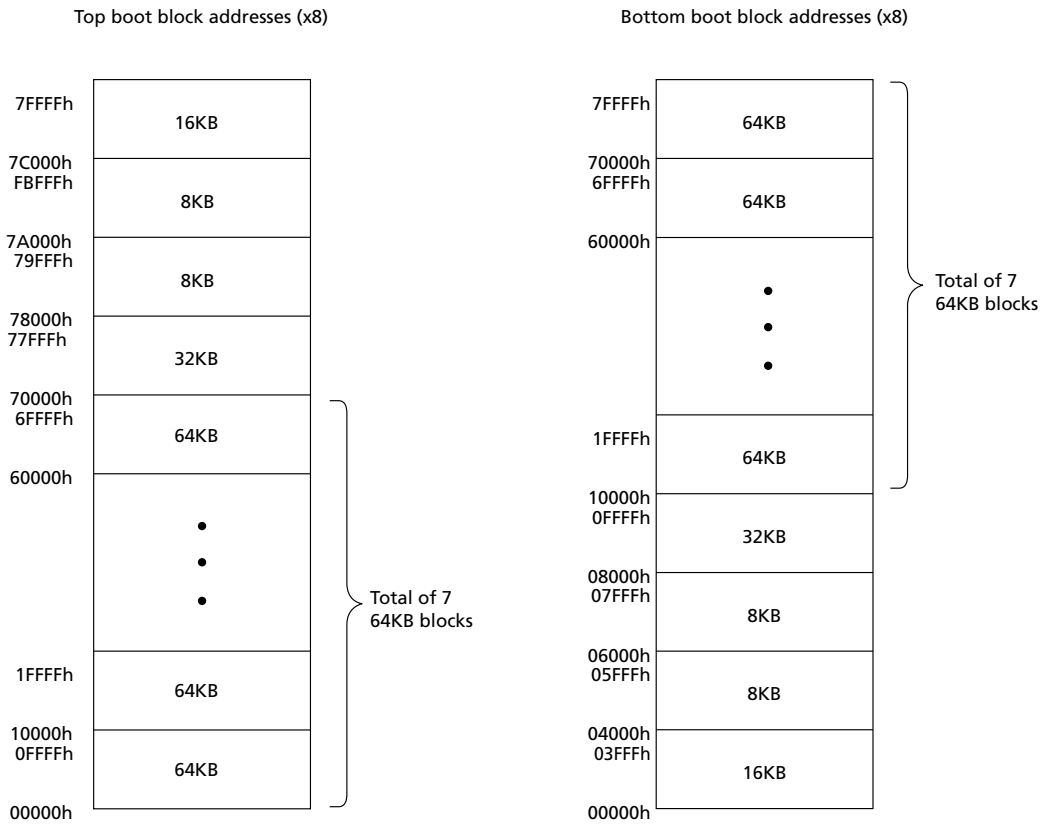 Top boot block addresses (x8)
7FFFFh
16KB
7C000h
FBFFFh
8KB
7A000h
79FFFh
8KB
78000h
77FFFh
32KB
70000h
6FFFFh
64KB
60000h
Total of 7
64KB blocks
1FFFFh
64KB
10000h
0FFFFh
64KB
00000h
Bottom boot block addresses (x8)
7FFFFh
64KB
70000h
6FFFFh
64KB
60000h
Total of 7
64KB blocks
1FFFFh
64KB
10000h
0FFFFh
32KB
08000h
07FFFh
8KB
06000h
05FFFh
8KB
04000h
03FFFh
16KB
00000h